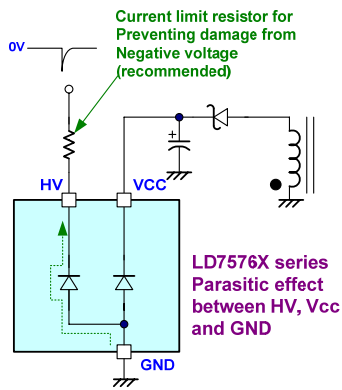 Current limit resistor for
Preventing damage from
Negative voltage
(recommended)
0V
+
HV
VCC
LD7576X series
Parasitic effect
between HV, Vcc
and GND
GND